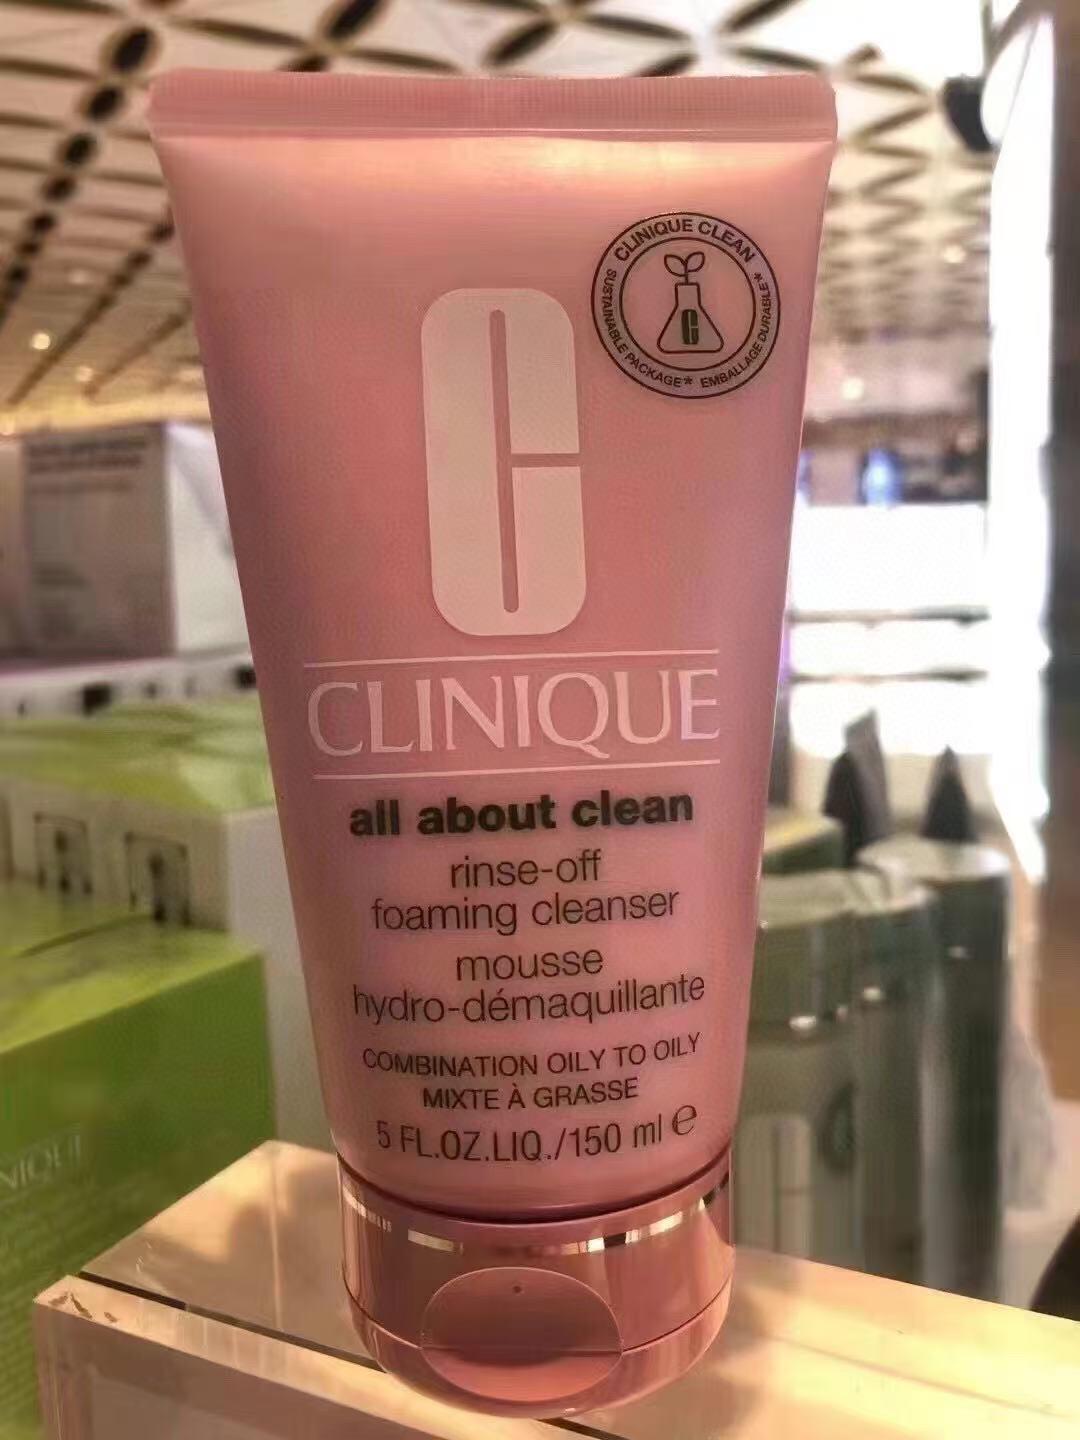 CLINIQUE CLEAN
SUSTAINABLE PACKAGE* EMBALLAGE DURABLE*
C
C
CLINIQUE
all about clean
rinse-off
foaming cleanser
mousse
hydro-démaquillante
COMBINATION OILY TO OILY
MIXTE À GRASSE
5 FL.OZ.LIQ./150 ml ℮